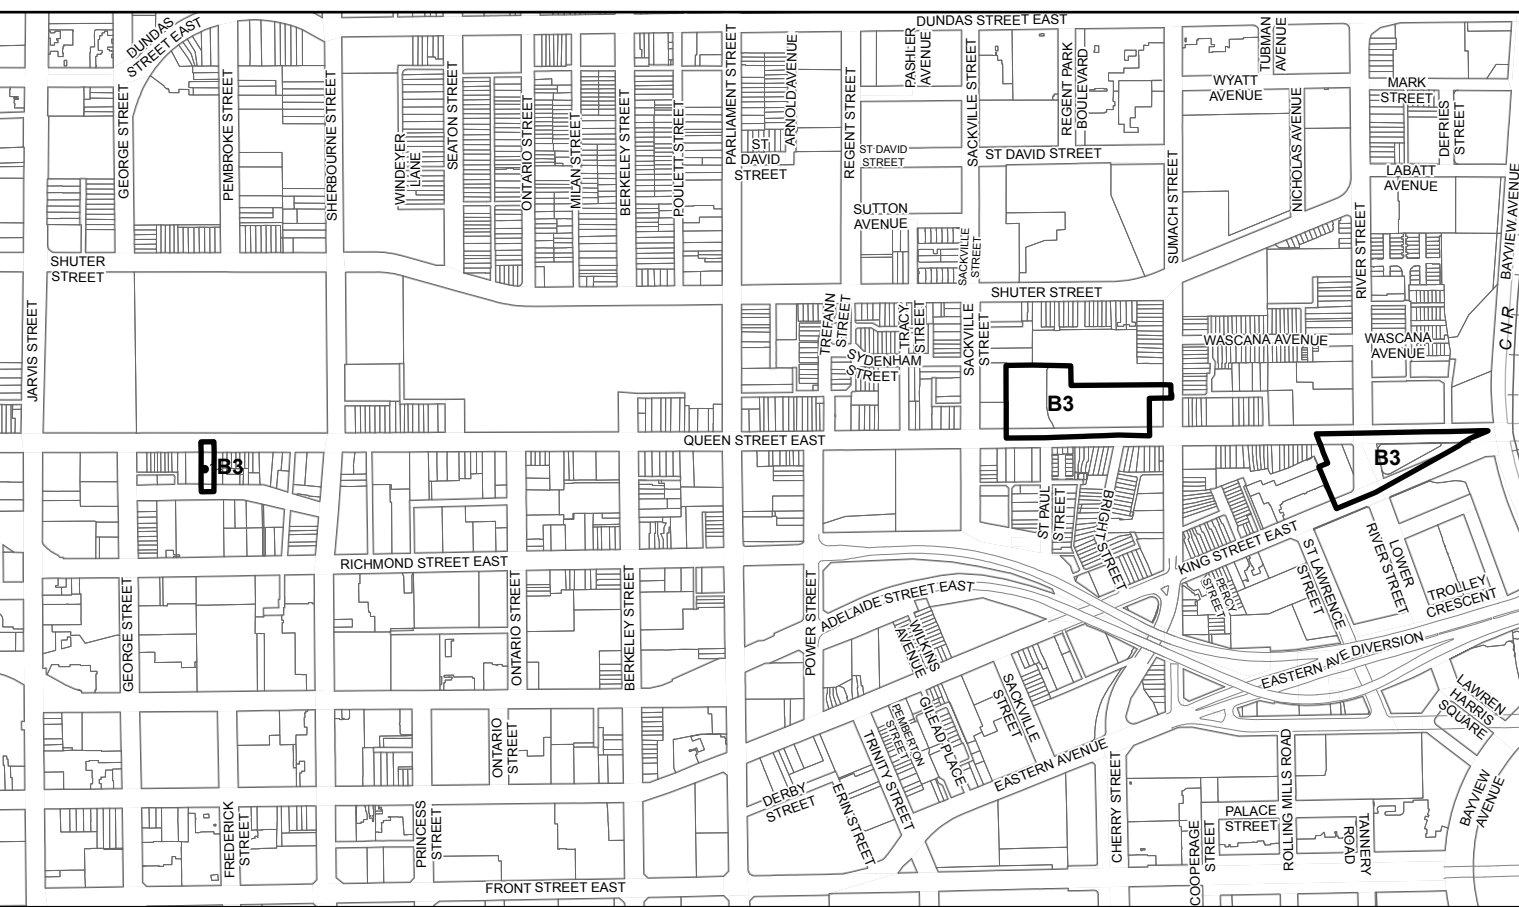 DUNDAS
STREET EAST
DUNDAS STREET EAST
GEORGE STREET
PEMBROKE STREET
SHERBOURNE STREET
WINDEYER
LANE
SEATON STREET
ONTARIO STREET
MILAN STREET
BERKELEY STREET
POULETT STREET
PARLIAMENT STREET
ARNOLD AVENUE
ST
DAVID
STREET
REGENT STREET
PASHLER
AVENUE
SACKVILLE STREET
REGENT PARK
BOULEVARD
TUBMAN
AVENUE
WYATT
AVENUE
MARK
STREET
DEFRIES
STREET
NICHOLAS AVENUE
ST DAVID
STREET
ST DAVID STREET
LABATT
AVENUE
SUMACH STREET
SUTTON
AVENUE
SACKVILLE
STREET
RIVER STREET
BAYVIEW AVENUE
SHUTER
STREET
SHUTER STREET
JARVIS STREET
TREFANN
STREET
TRACY
STREET
SYDENHAM
STREET
SACKVILLE
STREET
WASCANA AVENUE
WASCANA
AVENUE
C N R
B3
QUEEN STREET EAST
B3
B3
ST PAUL
STREET
BRIGHT STREET
KING STREET EAST
PERCY
STREET
ST LAWRENCE
STREET
LOWER
RIVER STREET
TROLLEY
CRESCENT
RICHMOND STREET EAST
GEORGE STREET
ONTARIO STREET
BERKELEY STREET
POWER STREET
ADELAIDE STREET EAST
WILKINS
AVENUE
SACKVILLE
STREET
EASTERN AVE DIVERSION
LAWREN
HARRIS
SQUARE
ONTARIO
STREET
PEMBERTON
STREET
GILEAD PLACE
TRINITY STREET
EASTERN AVENUE
DERBY
STREET
ERIN STREET
CHERRY STREET
ROLLING MILLS ROAD
BAYVIEW
AVENUE
FREDERICK
STREET
PRINCESS
STREET
PALACE
STREET
COOPERAGE
STREET
TANNERY
ROAD
FRONT STREET EAST